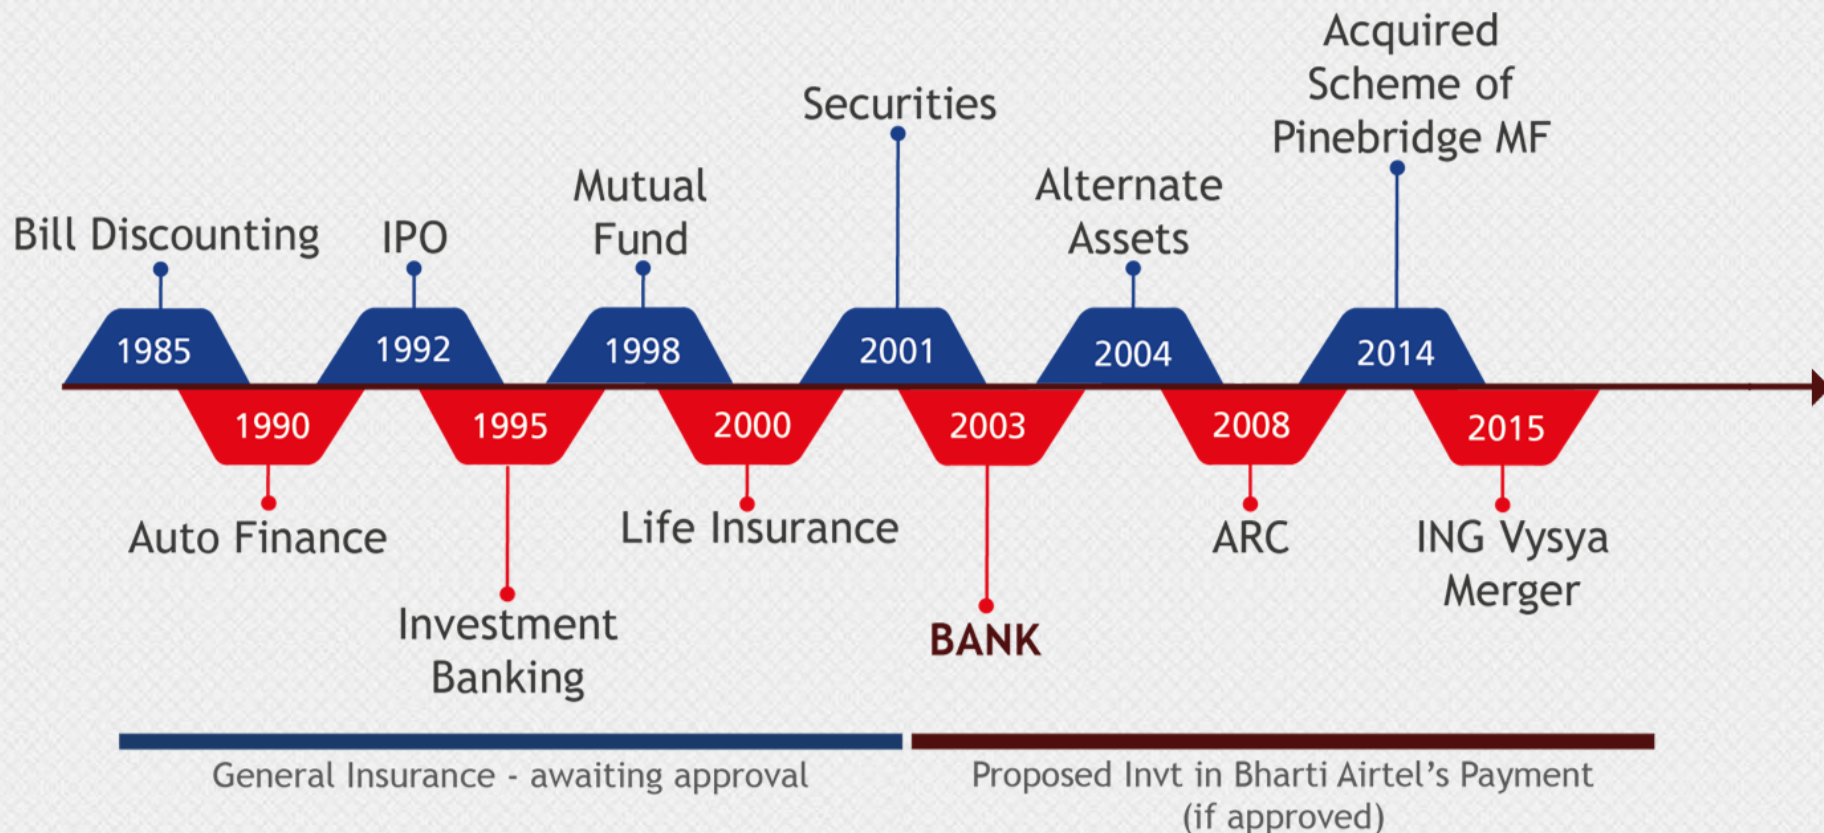 Acquired
Scheme of
Pinebridge MF
Securities
Mutual
Fund
Alternate
Assets
Bill Discounting
IPO
1985
1992
1998
2001
2004
2014
1990
1995
2000
2003
2008
2015
Auto Finance
Life Insurance
ARC
ING Vysya
Merger
Investment
Banking
BANK
General Insurance - awaiting approval
Proposed Invt in Bharti Airtel’s Payment
(if approved)